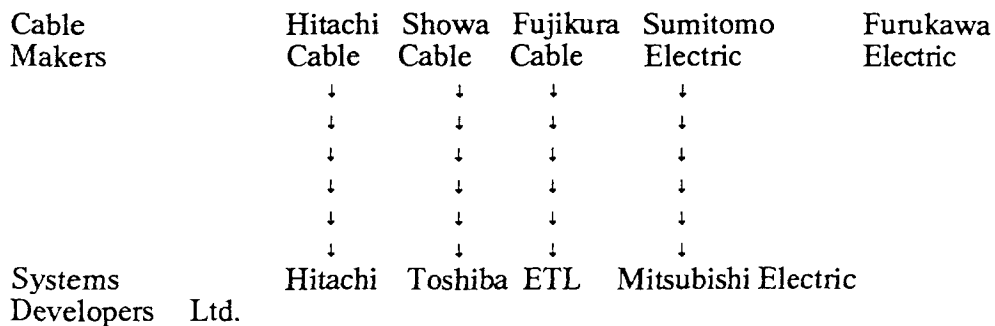 Cable Hitachi Showa Fujikura Sumitomo Furukawa
Makers Cable Cable Cable Electric Electric
↓ ↓ ↓ ↓
↓ ↓ ↓ ↓
↓ ↓ ↓ ↓
↓ ↓ ↓ ↓
↓ ↓ ↓ ↓
↓ ↓ ↓ ↓
Systems Hitachi Toshiba ETL Mitsubishi Electric
Developers Ltd.